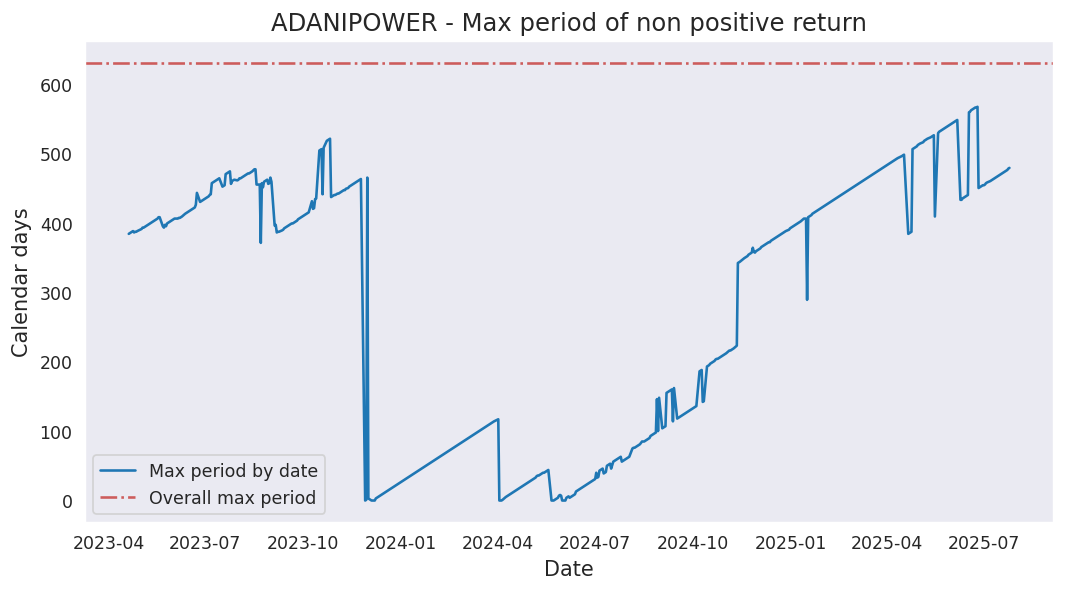 ADANIPOWER - Max period of non positive return
600
500
400
300
200
100
0
Calendar days
Max period by date
Overall max period
2023-04 2023-07 2023-10 2024-01 2024-04 2024-07 2024-10 2025-01 2025-04 2025-07
Date